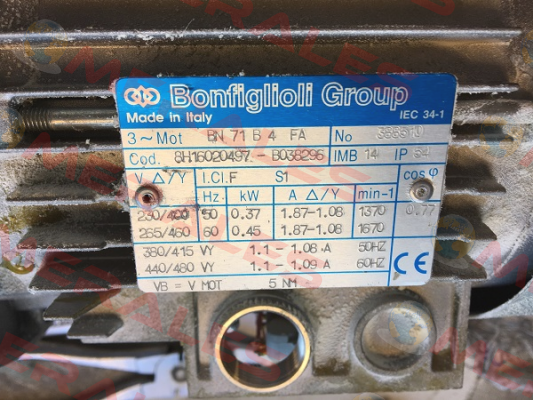 Bonfiglioli Group
Made in Italy IEC 34-1
3~Mot BN 71 B 4 FA No
Cod. 8H16020497.-B038296 IMB 14 IP
V △/Y I.Cl.F S1 cos φ
Hz kW A △/Y min-1
230/400 50 0.37 1.87-1.08 1370 0.77
265/460 60 0.45 1.87-1.08 1670
380/415 VY 1.1 - 1.08 .A 50HZ
440/480 VY 1.1 - 1.09 A 60HZ
VB = V MOT 5 NM
CE